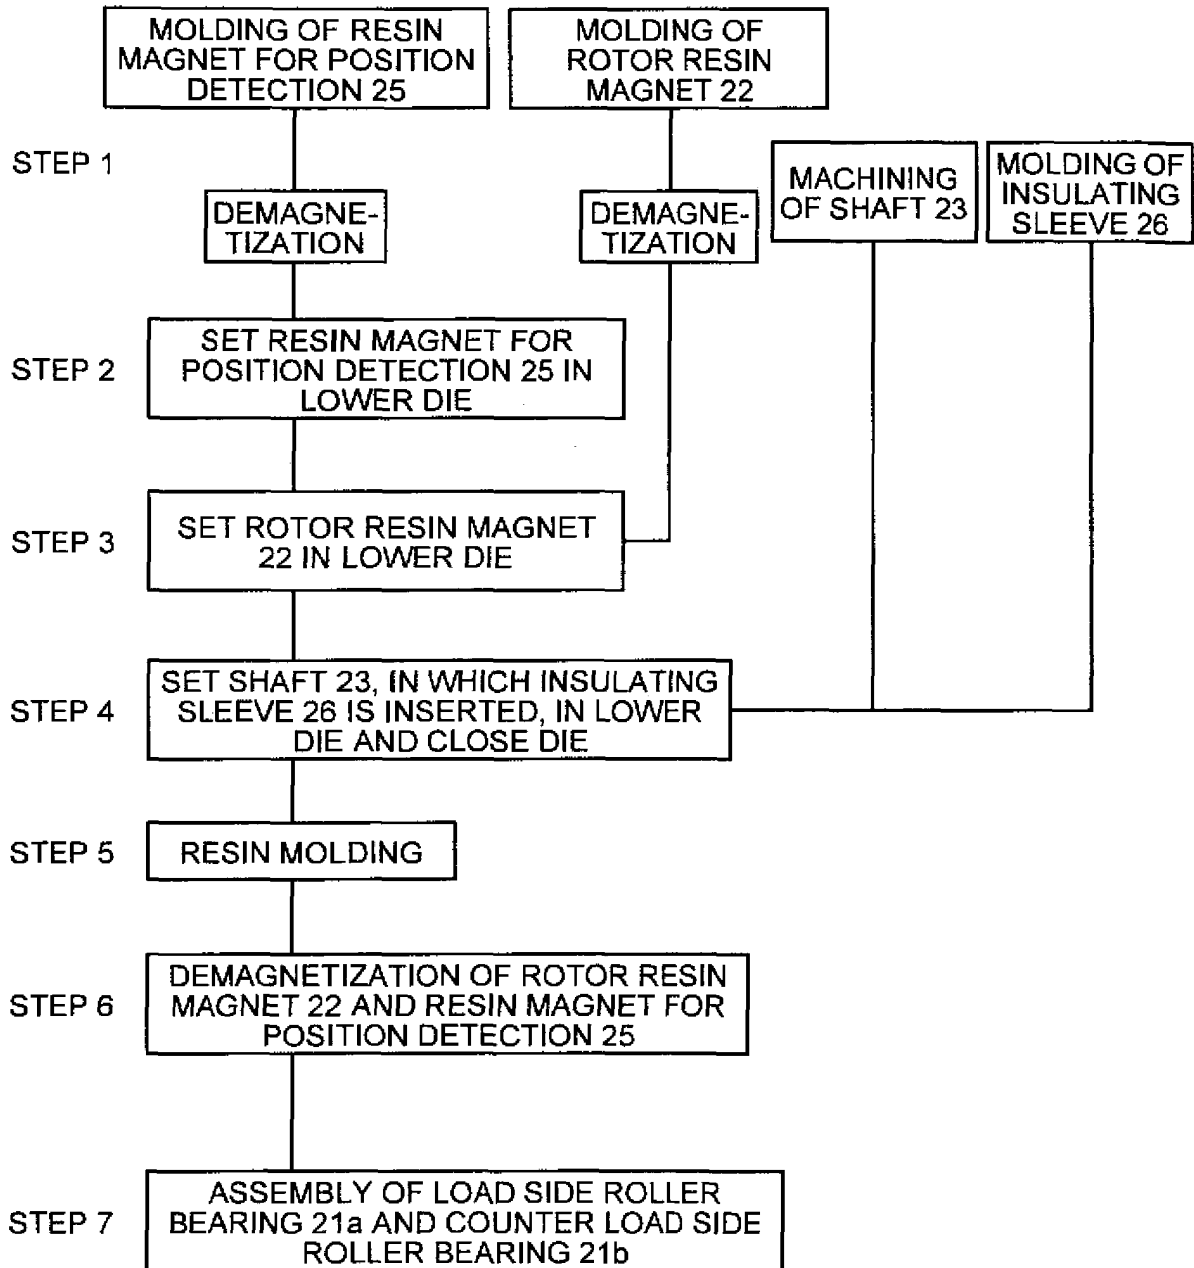 MOLDING OF RESIN
MAGNET FOR POSITION
DETECTION 25
MOLDING OF
ROTOR RESIN
MAGNET 22
STEP 1
MACHINING
OF SHAFT 23
MOLDING OF
INSULATING
SLEEVE 26
DEMAGNE-
TIZATION
DEMAGNE-
TIZATION
STEP 2
SET RESIN MAGNET FOR
POSITION DETECTION 25 IN
LOWER DIE
STEP 3
SET ROTOR RESIN MAGNET
22 IN LOWER DIE
STEP 4
SET SHAFT 23, IN WHICH INSULATING
SLEEVE 26 IS INSERTED, IN LOWER
DIE AND CLOSE DIE
STEP 5
RESIN MOLDING
STEP 6
DEMAGNETIZATION OF ROTOR RESIN
MAGNET 22 AND RESIN MAGNET FOR
POSITION DETECTION 25
STEP 7
ASSEMBLY OF LOAD SIDE ROLLER
BEARING 21a AND COUNTER LOAD SIDE
ROLLER BEARING 21b